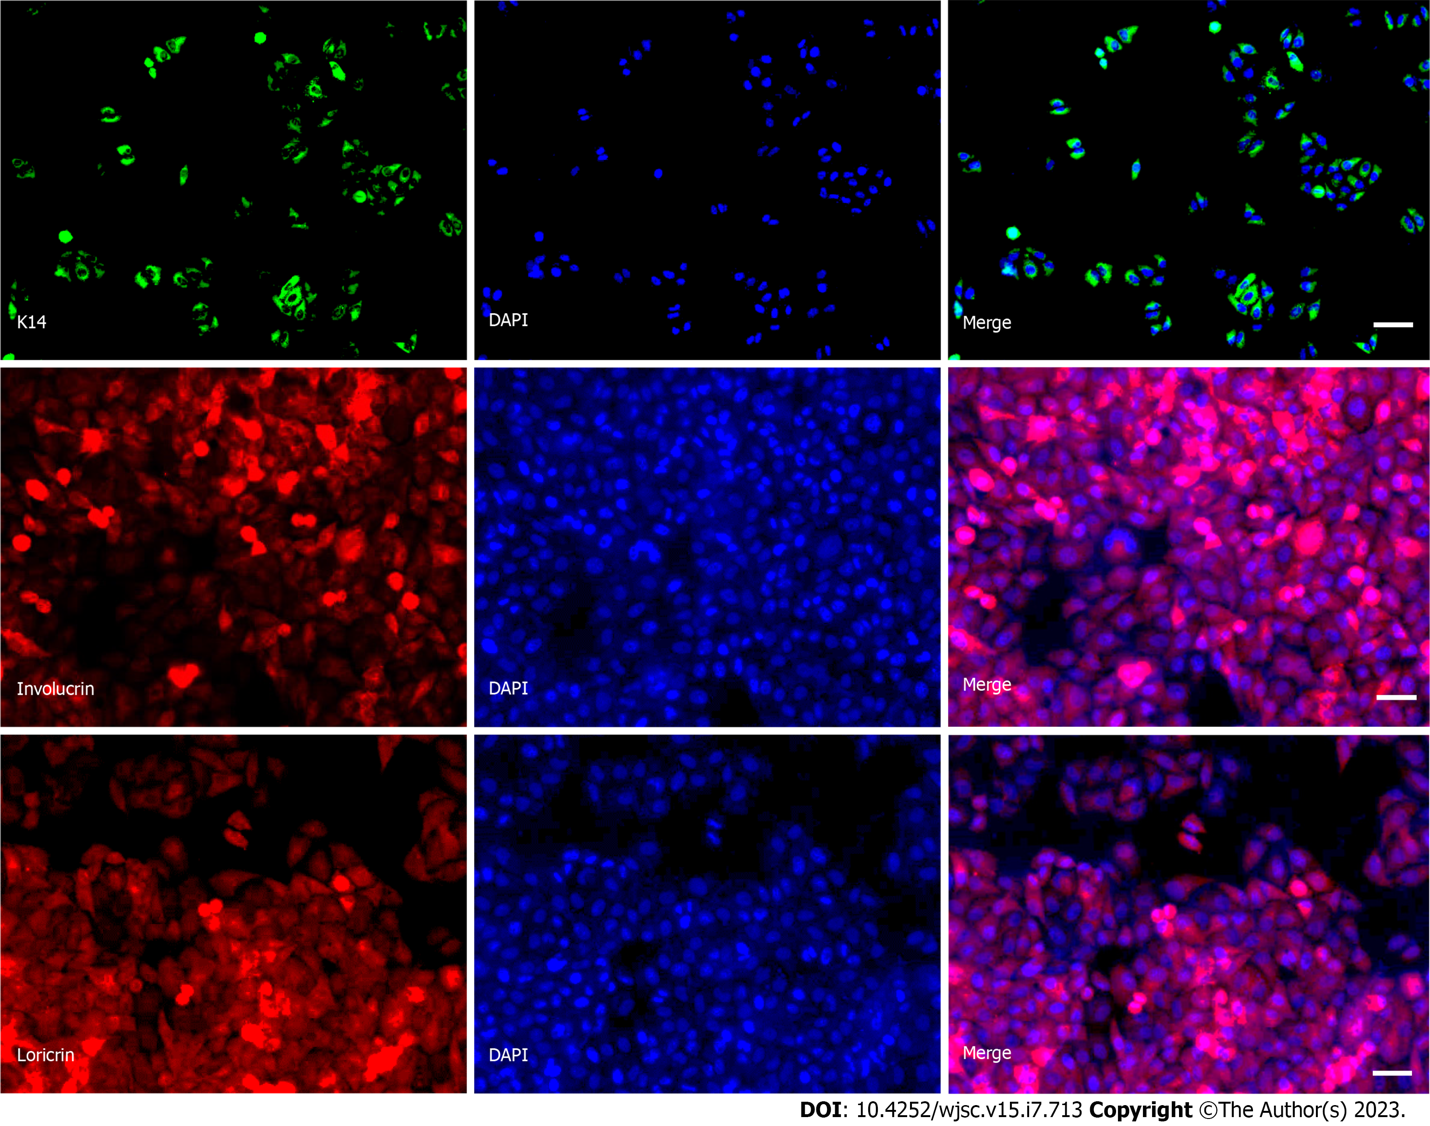 K14
DAPI
Merge
Involucrin
DAPI
Merge
Loricrin
DAPI
Merge
DOI: 10.4252/wjsc.v15.i7.713 Copyright ©The Author(s) 2023.